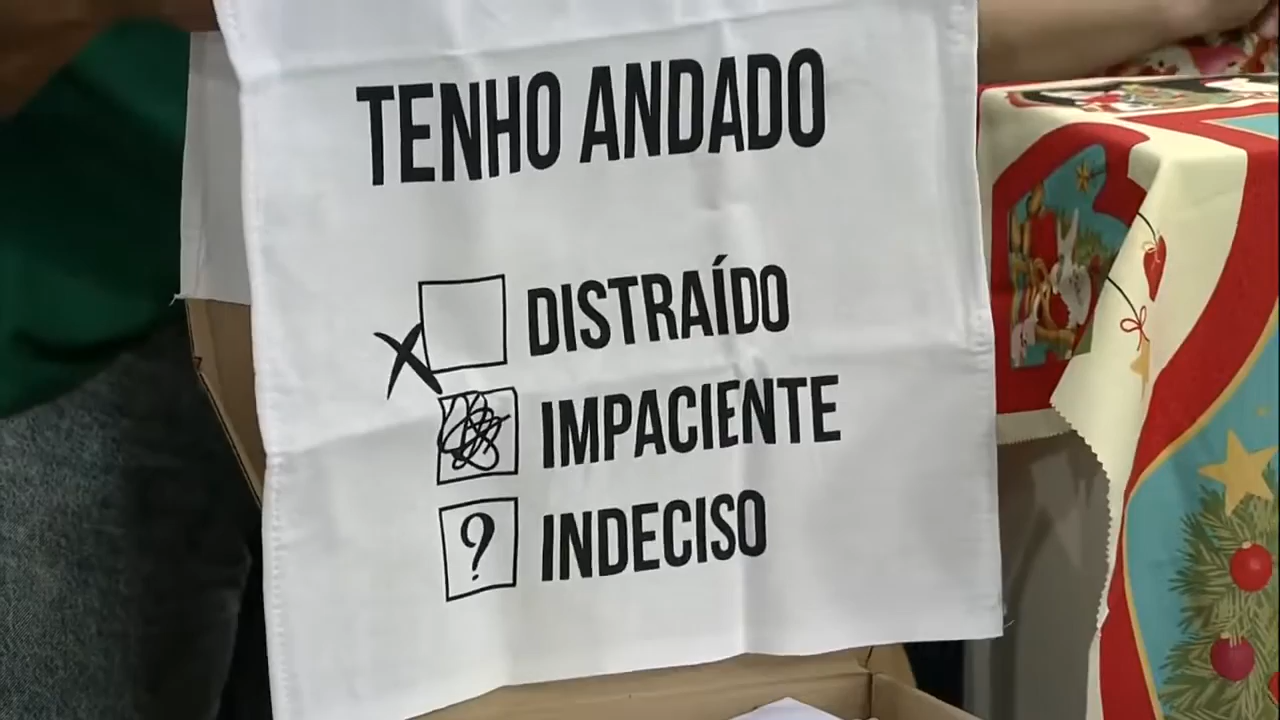 TENHO ANDADO
X DISTRAÍDO
IMPACIENTE
? INDECISO